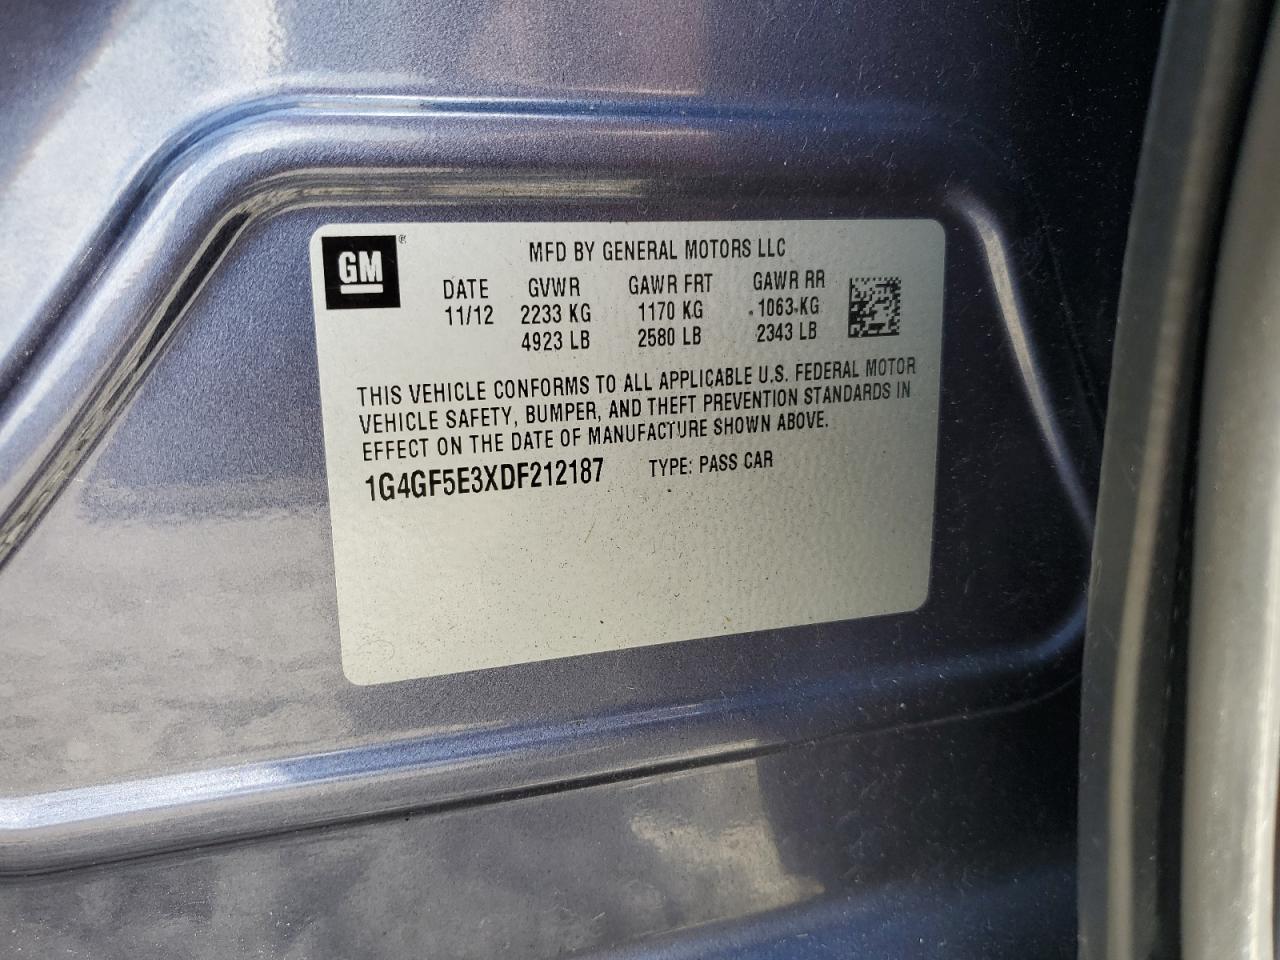 GM®
MFD BY GENERAL MOTORS LLC
DATE GVWR GAWR FRT GAWR RR
11/12 2233 KG 1170 KG 1063 KG
4923 LB 2580 LB 2343 LB
THIS VEHICLE CONFORMS TO ALL APPLICABLE U.S. FEDERAL MOTOR
VEHICLE SAFETY, BUMPER, AND THEFT PREVENTION STANDARDS IN
EFFECT ON THE DATE OF MANUFACTURE SHOWN ABOVE.
1G4GF5E3XDF212187 TYPE: PASS CAR